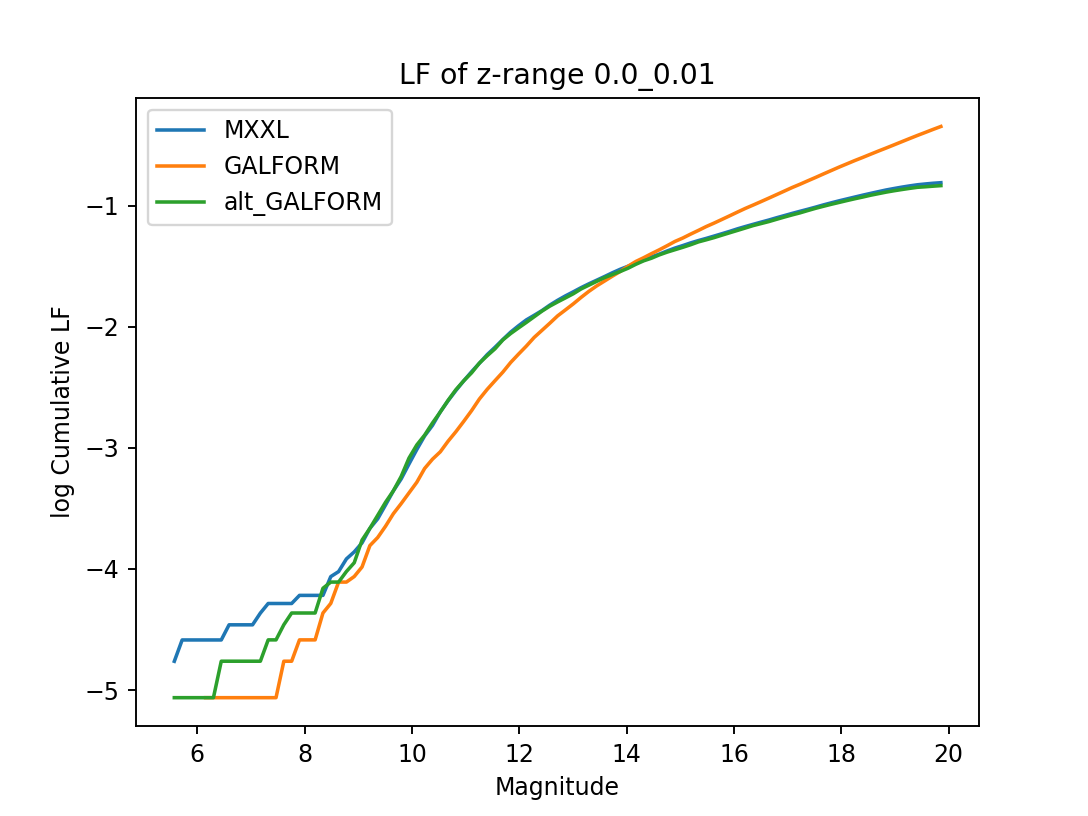 LF of z-range 0.0_0.01
MXXL
GALFORM
alt_GALFORM
−1
−2
−3
−4
−5
log Cumulative LF
6 8 10 12 14 16 18 20
Magnitude